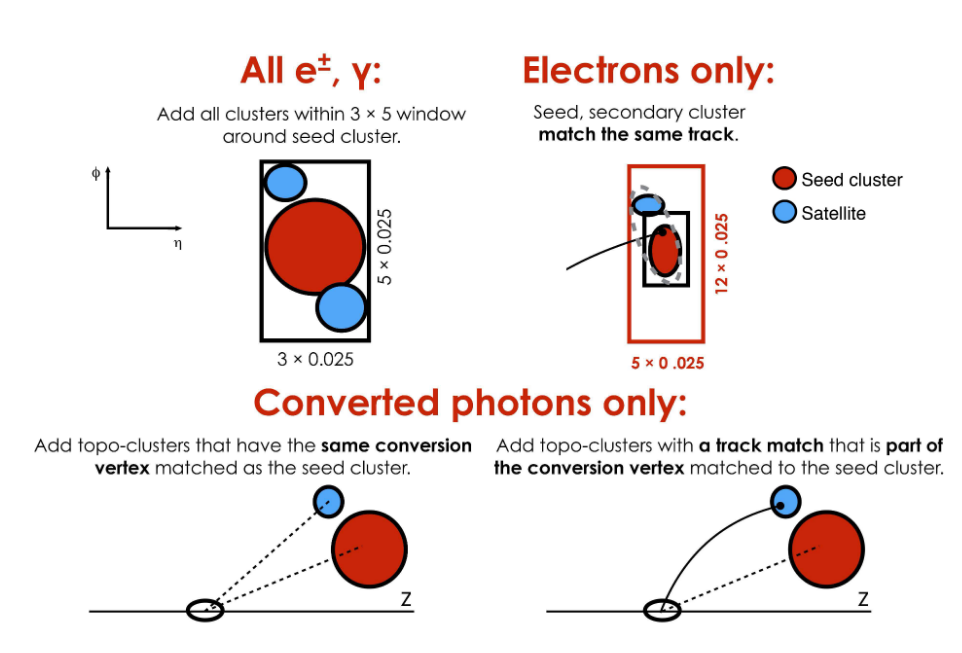 All e±, γ:
Add all clusters within 3 × 5 window
around seed cluster.
ϕ
η
5 × 0.025
3 × 0.025
Electrons only:
Seed, secondary cluster
match the same track.
12 × 0 .025
5 × 0 .025
Seed cluster
Satellite
Converted photons only:
Add topo-clusters that have the same conversion
vertex matched as the seed cluster.
Z
Add topo-clusters with a track match that is part of
the conversion vertex matched to the seed cluster.
Z